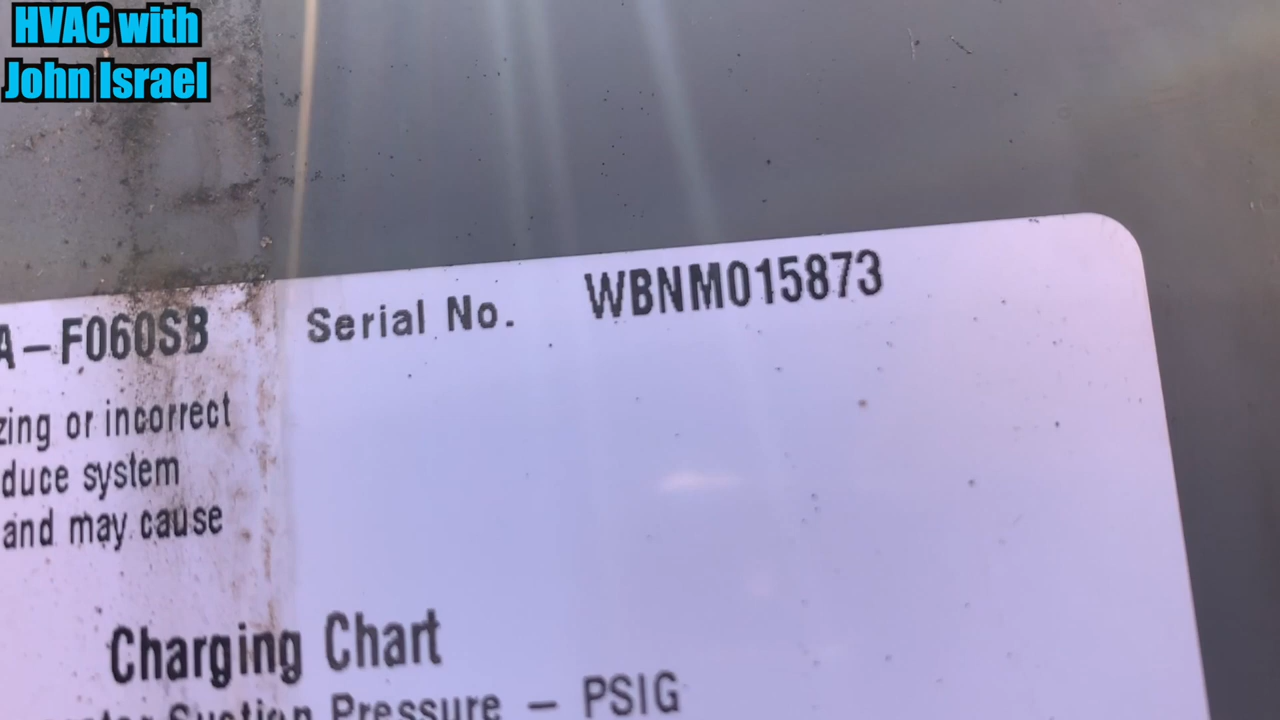 HVAC with
John Israel
A-F060SB Serial No. WBNM015873
zing or incorrect
duce system
and may cause
Charging Chart
Suction Pressure - PSIG